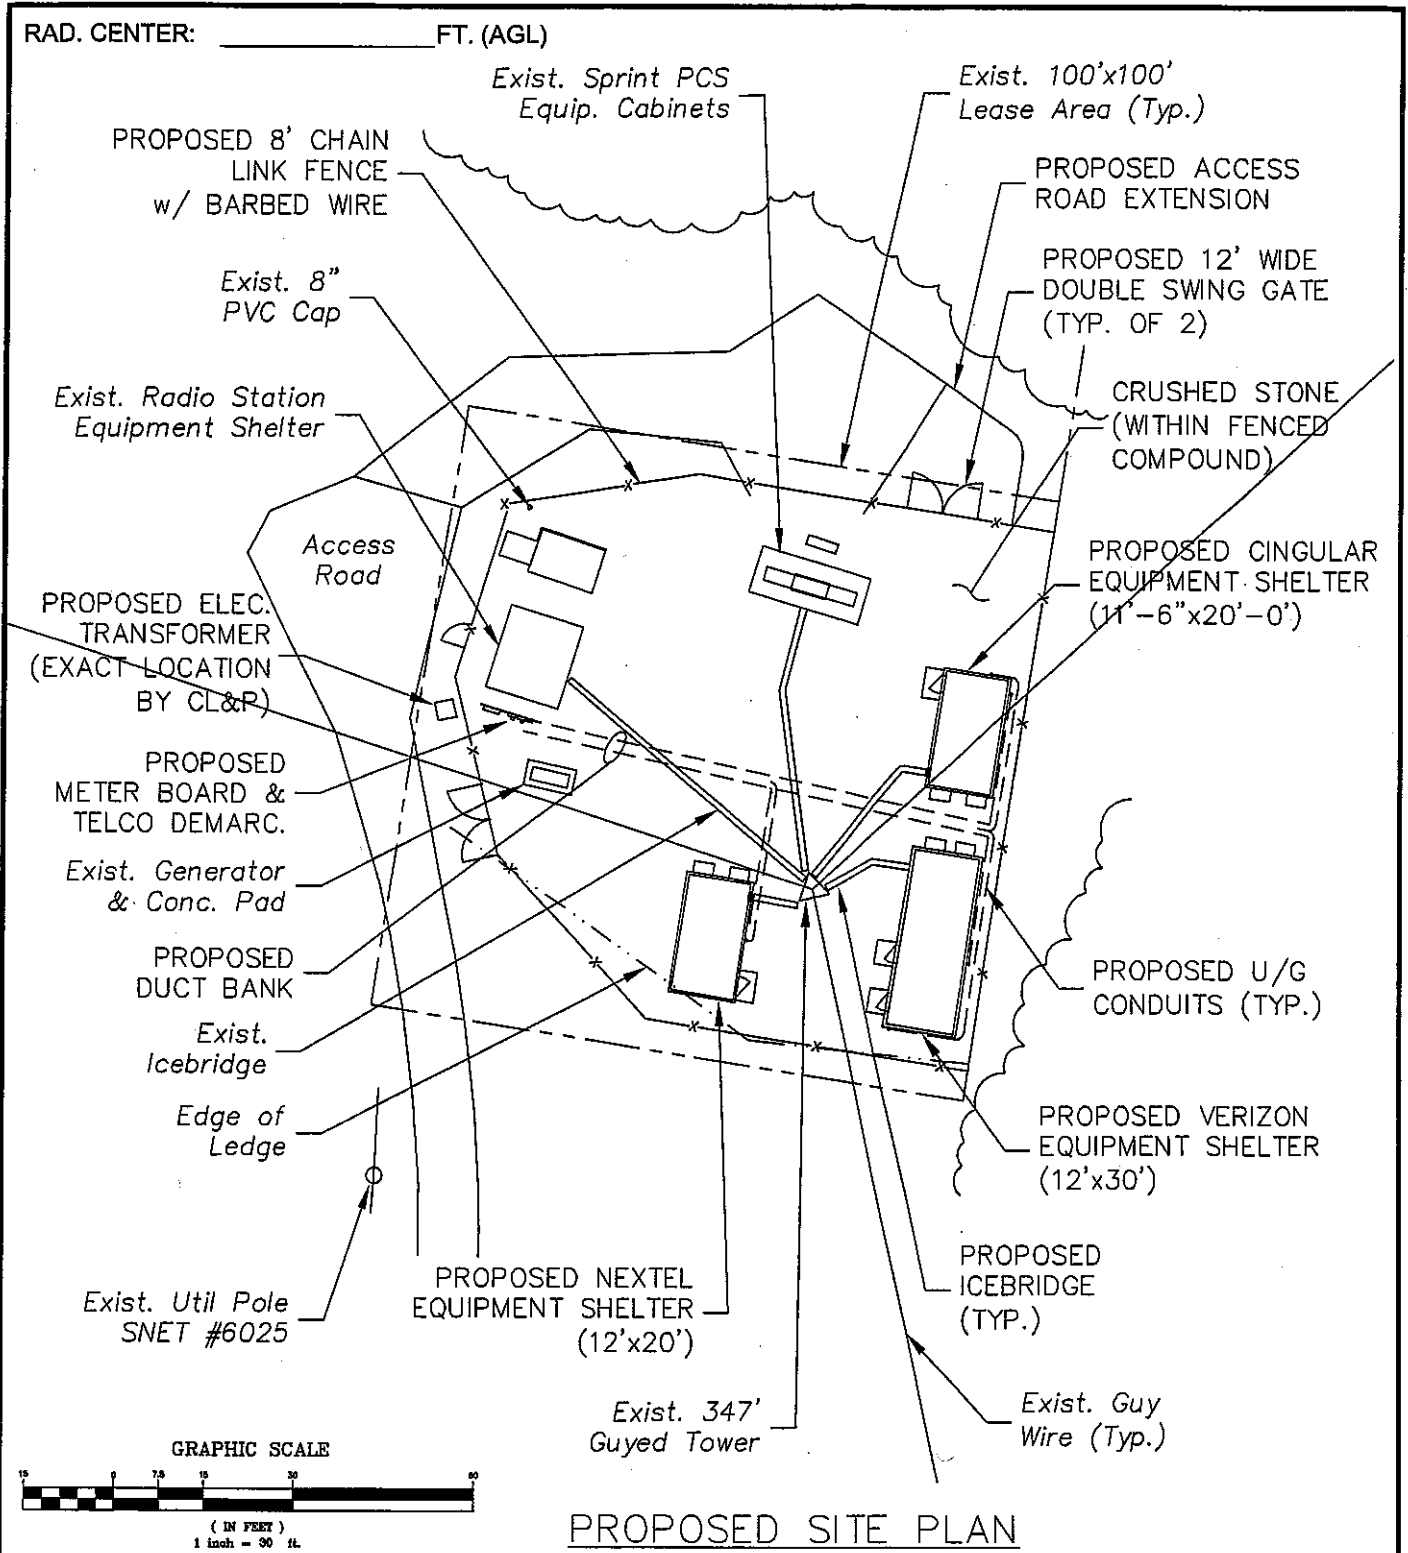 RAD. CENTER: ______________ FT. (AGL)
Exist. Sprint PCS
Equip. Cabinets
Exist. 100'x100'
Lease Area (Typ.)
PROPOSED 8' CHAIN
LINK FENCE
w/ BARBED WIRE
PROPOSED ACCESS
ROAD EXTENSION
Exist. 8"
PVC Cap
PROPOSED 12' WIDE
DOUBLE SWING GATE
(TYP. OF 2)
Exist. Radio Station
Equipment Shelter
CRUSHED STONE
(WITHIN FENCED
COMPOUND)
Access
Road
PROPOSED CINGULAR
EQUIPMENT SHELTER
(11'-6"x20'-0')
PROPOSED ELEC.
TRANSFORMER
(EXACT LOCATION
BY CL&P)
PROPOSED
METER BOARD &
TELCO DEMARC.
Exist. Generator
& Conc. Pad
PROPOSED
DUCT BANK
PROPOSED U/G
CONDUITS (TYP.)
Exist.
Icebridge
Edge of
Ledge
PROPOSED VERIZON
EQUIPMENT SHELTER
(12'x30')
PROPOSED NEXTEL
EQUIPMENT SHELTER
(12'x20')
PROPOSED
ICEBRIDGE
(TYP.)
Exist. Util Pole
SNET #6025
Exist. 347'
Guyed Tower
Exist. Guy
Wire (Typ.)
GRAPHIC SCALE
15 0 7.5 15 30 60
( IN FEET )
1 inch = 30 ft.
PROPOSED SITE PLAN